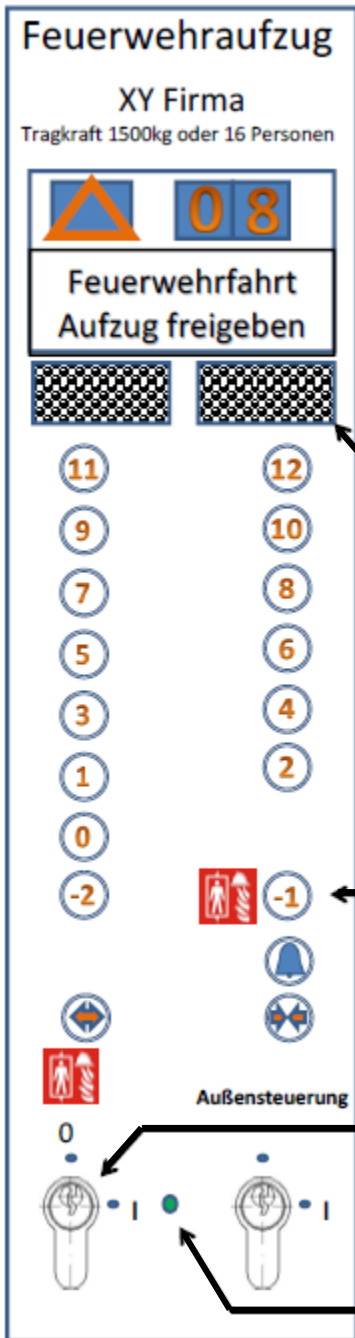 Feuerwehraufzug
XY Firma
Tragkraft 1500kg oder 16 Personen
08
Feuerwehrfahrt
Aufzug freigeben
11 12
9 10
7 8
5 6
3 4
1 2
0
-2 -1
Außensteuerung
0
I I